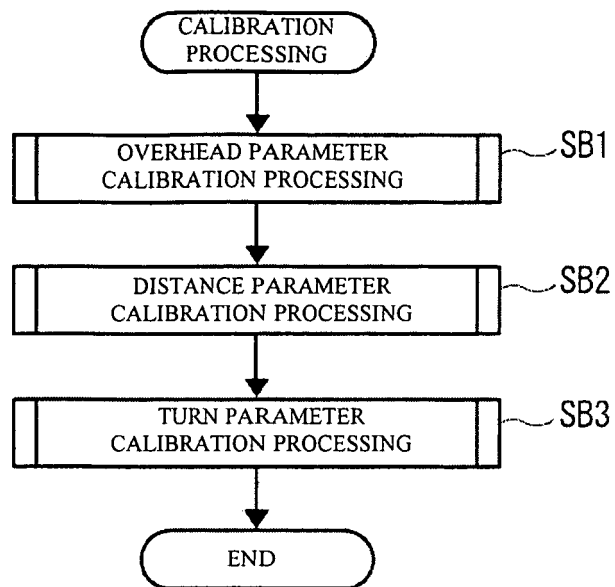 CALIBRATION
PROCESSING
OVERHEAD PARAMETER
CALIBRATION PROCESSING
SB1
DISTANCE PARAMETER
CALIBRATION PROCESSING
SB2
TURN PARAMETER
CALIBRATION PROCESSING
SB3
END